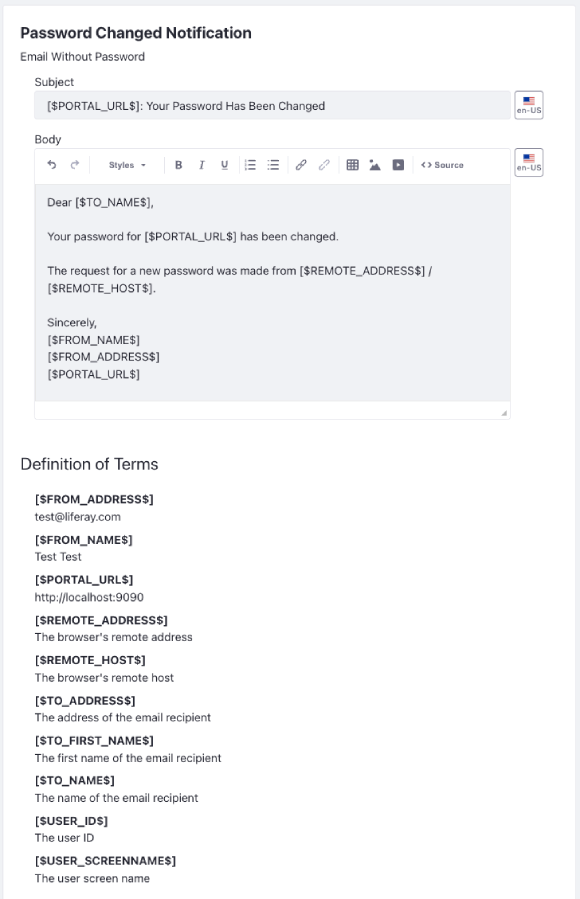 Password Changed Notification
Email Without Password
Subject
[$PORTAL_URL$]: Your Password Has Been Changed
en-US
Body
Styles
B I U
Source
en-US
Dear [$TO_NAME$],
Your password for [$PORTAL_URL$] has been changed.
The request for a new password was made from [$REMOTE_ADDRESS$] /
[$REMOTE_HOST$].
Sincerely,
[$FROM_NAME$]
[$FROM_ADDRESS$]
[$PORTAL_URL$]
Definition of Terms
[$FROM_ADDRESS$]
test@liferay.com
[$FROM_NAME$]
Test Test
[$PORTAL_URL$]
http://localhost:9090
[$REMOTE_ADDRESS$]
The browser's remote address
[$REMOTE_HOST$]
The browser's remote host
[$TO_ADDRESS$]
The address of the email recipient
[$TO_FIRST_NAME$]
The first name of the email recipient
[$TO_NAME$]
The name of the email recipient
[$USER_ID$]
The user ID
[$USER_SCREENNAME$]
The user screen name